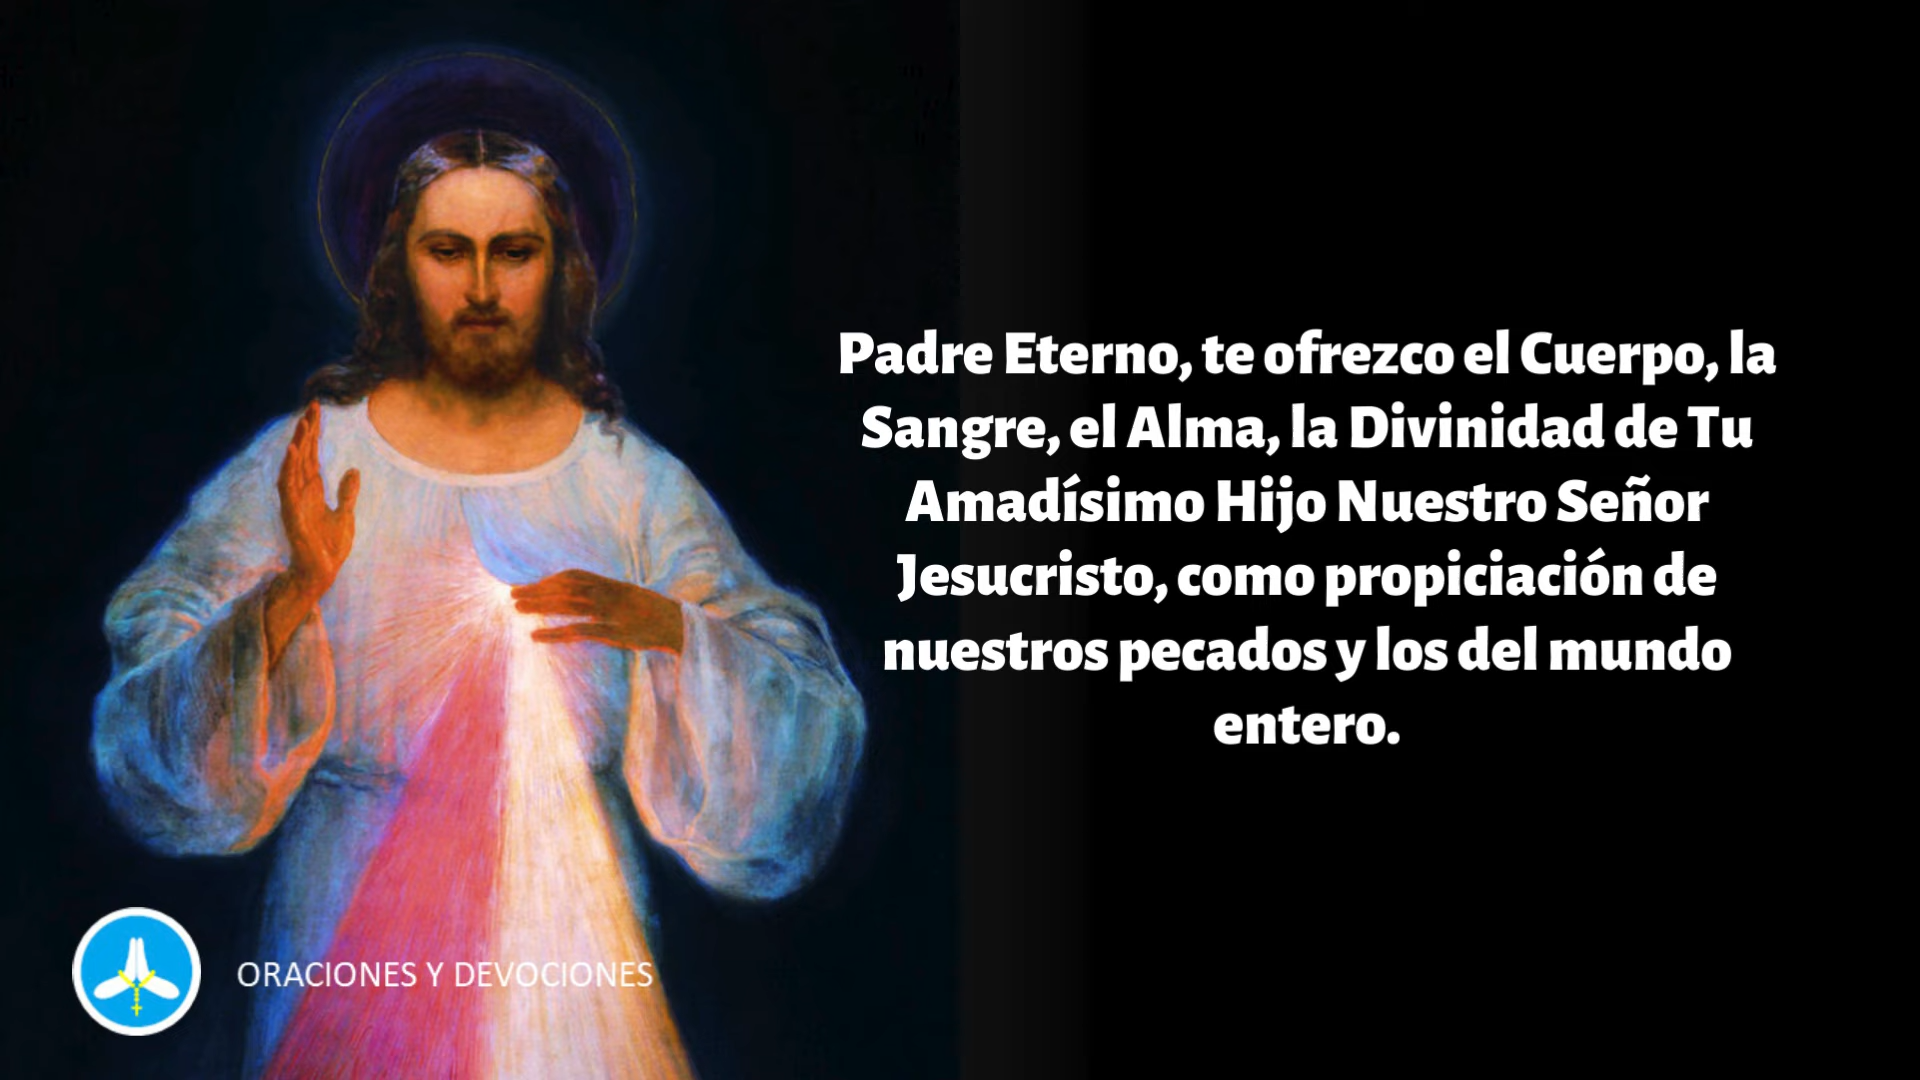 Padre Eterno, te ofrezco el Cuerpo, la
Sangre, el Alma, la Divinidad de Tu
Amadísimo Hijo Nuestro Señor
Jesucristo, como propiciación de
nuestros pecados y los del mundo
entero.
ORACIONES Y DEVOCIONES